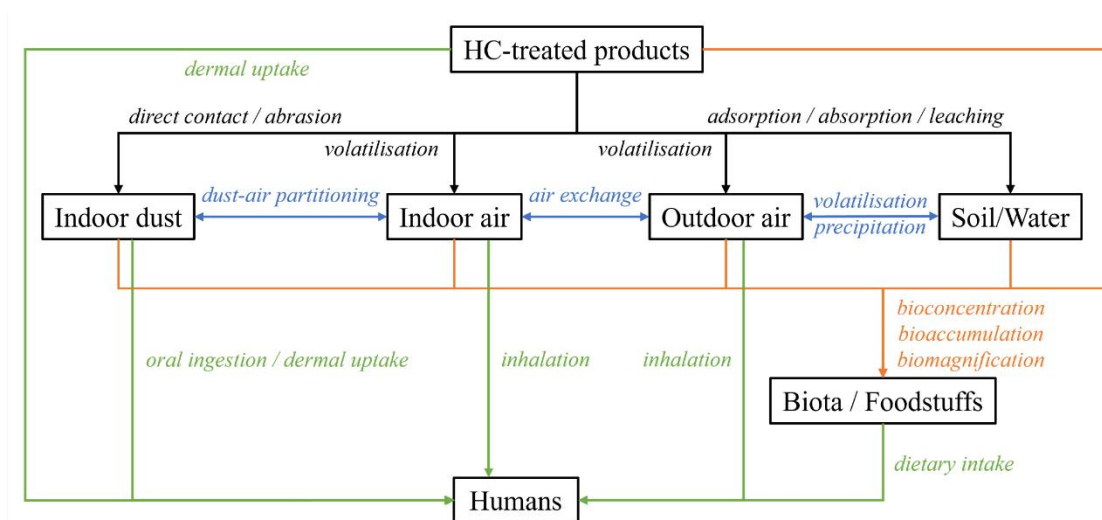 HC-treated products
dermal uptake
direct contact / abrasion
adsorption / absorption / leaching
volatilisation
volatilisation
Indoor dust
dust-air partitioning
Indoor air
air exchange
Outdoor air
volatilisation
precipitation
Soil/Water
bioconcentration
bioaccumulation
biomagnification
oral ingestion / dermal uptake
inhalation
inhalation
Biota / Foodstuffs
dietary intake
Humans